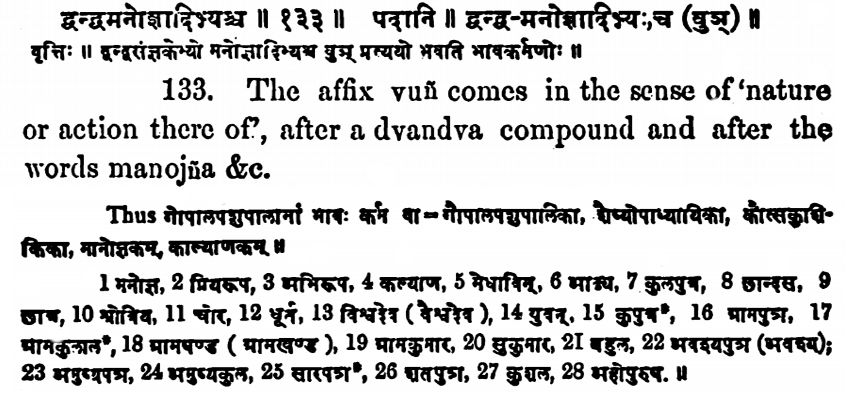 द्वन्द्वमनोज्ञादिभ्यश्च ॥ १३३ ॥ पदानि ॥ द्वन्द्व-मनोज्ञादिभ्यः,च (वुञ्) ॥
वृत्तिः ॥ द्वन्द्वसंज्ञकेभ्यो मनोज्ञादिभ्यश्च वुञ् प्रत्ययो भवति भावकर्मणोः ॥
133. The affix vuñ comes in the sense of 'nature
or action there of', after a dvandva compound and after the
words manojña &c.
Thus गोपालपशुपालानां भावः कर्म वा = गौपालपशुपालिका, शैष्योपाध्यायिका, कौत्सकुशि-
किका, मानोज्ञकम्, काल्याणकम् ॥
1 मनोज्ञ, 2 प्रियरूप, 3 अभिरूप, 4 कल्याण, 5 मेधाविन्, 6 आढ्य, 7 कुलपुत्र, 8 छान्दस, 9
छात्र, 10 श्रोत्रिय, 11 चोर, 12 धूर्त, 13 विश्वदेव (वैश्वदेव), 14 युवन्, 15 कुपुत्र*, 16 ग्रामपुत्र, 17
ग्रामकुलाल*, 18 ग्रामषण्ड (ग्रामखण्ड), 19 ग्रामकुमार, 20 सुकुमार, 21 बहुल, 22 अवश्यपुत्र (अवश्य);
23 अमुष्यपुत्र, 24 अमुष्यकुल, 25 सारपत्र*, 26 शतपुत्र, 27 कुशल, 28 अहोपुरुष. ॥